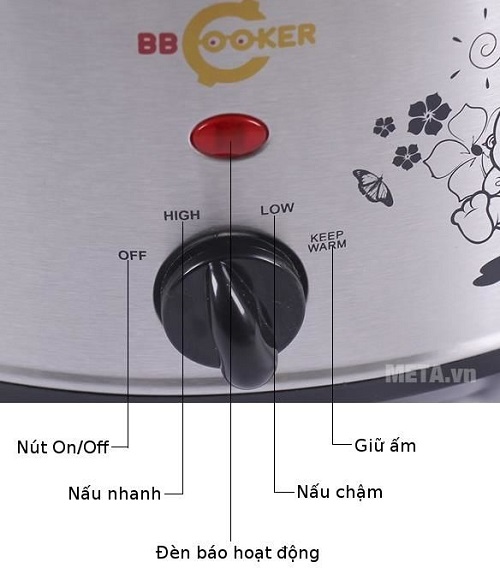 BB COOKER
HIGH
LOW
OFF
KEEP
WARM
META.vn
Nút On/Off
Giữ ấm
Nấu nhanh
Nấu chậm
Đèn báo hoạt động